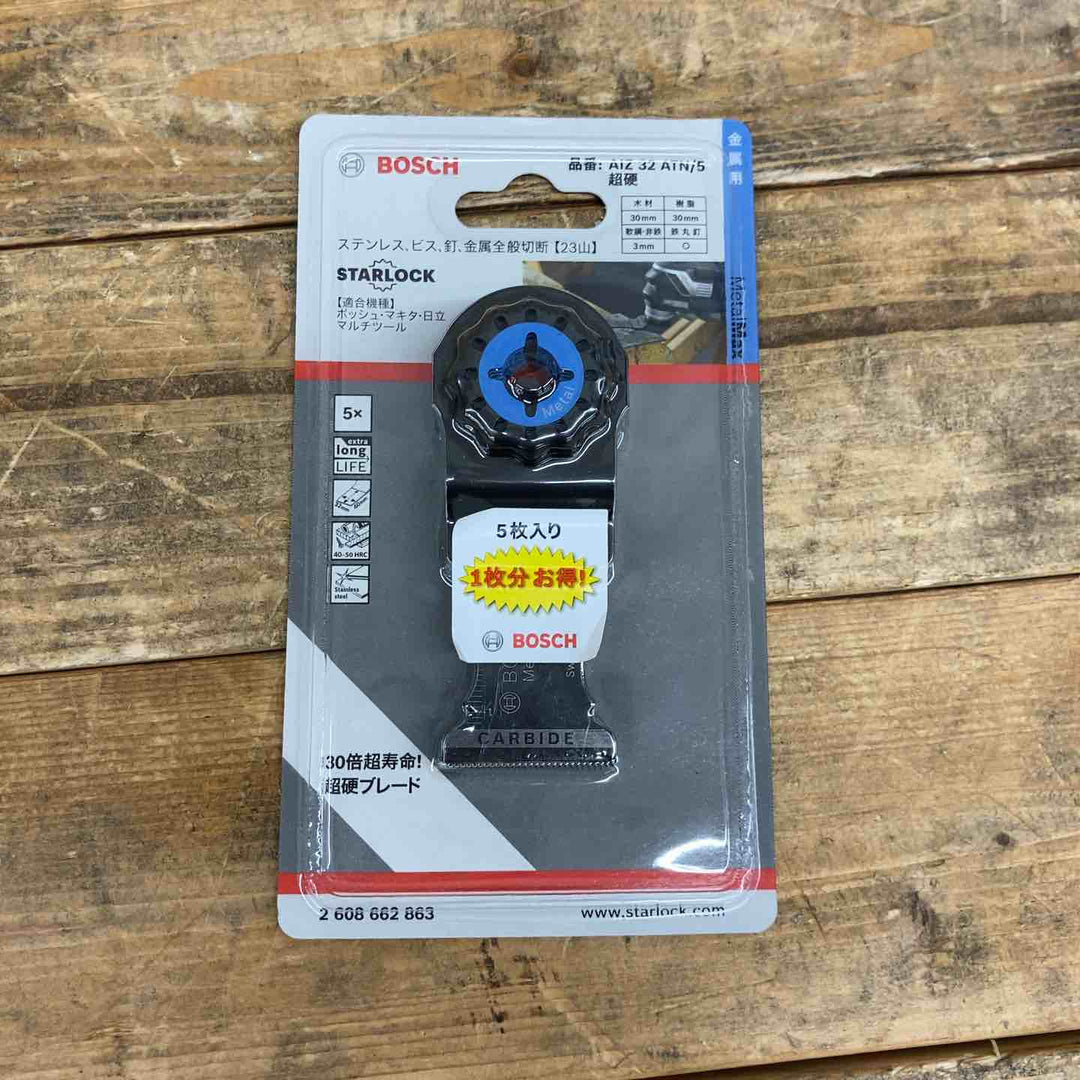 BOSCH
品番: AIZ 32 ATN/5
超硬
木材 樹脂
30mm 30mm
軟鋼・非鉄 鉄丸釘
3mm ○
金属用
ステンレス、ビス、釘、金属全般切断【23山】
STARLOCK
【適合機種】
ボッシュ・マキタ・日立
マルチツール
MetalMax
Metal
5×
extra
long
LIFE
40-50 HRC
Stainless
steel
5枚入り
1枚分お得!
BOSCH
CARBIDE
30倍超寿命!
超硬ブレード
2 608 662 863
www.starlock.com